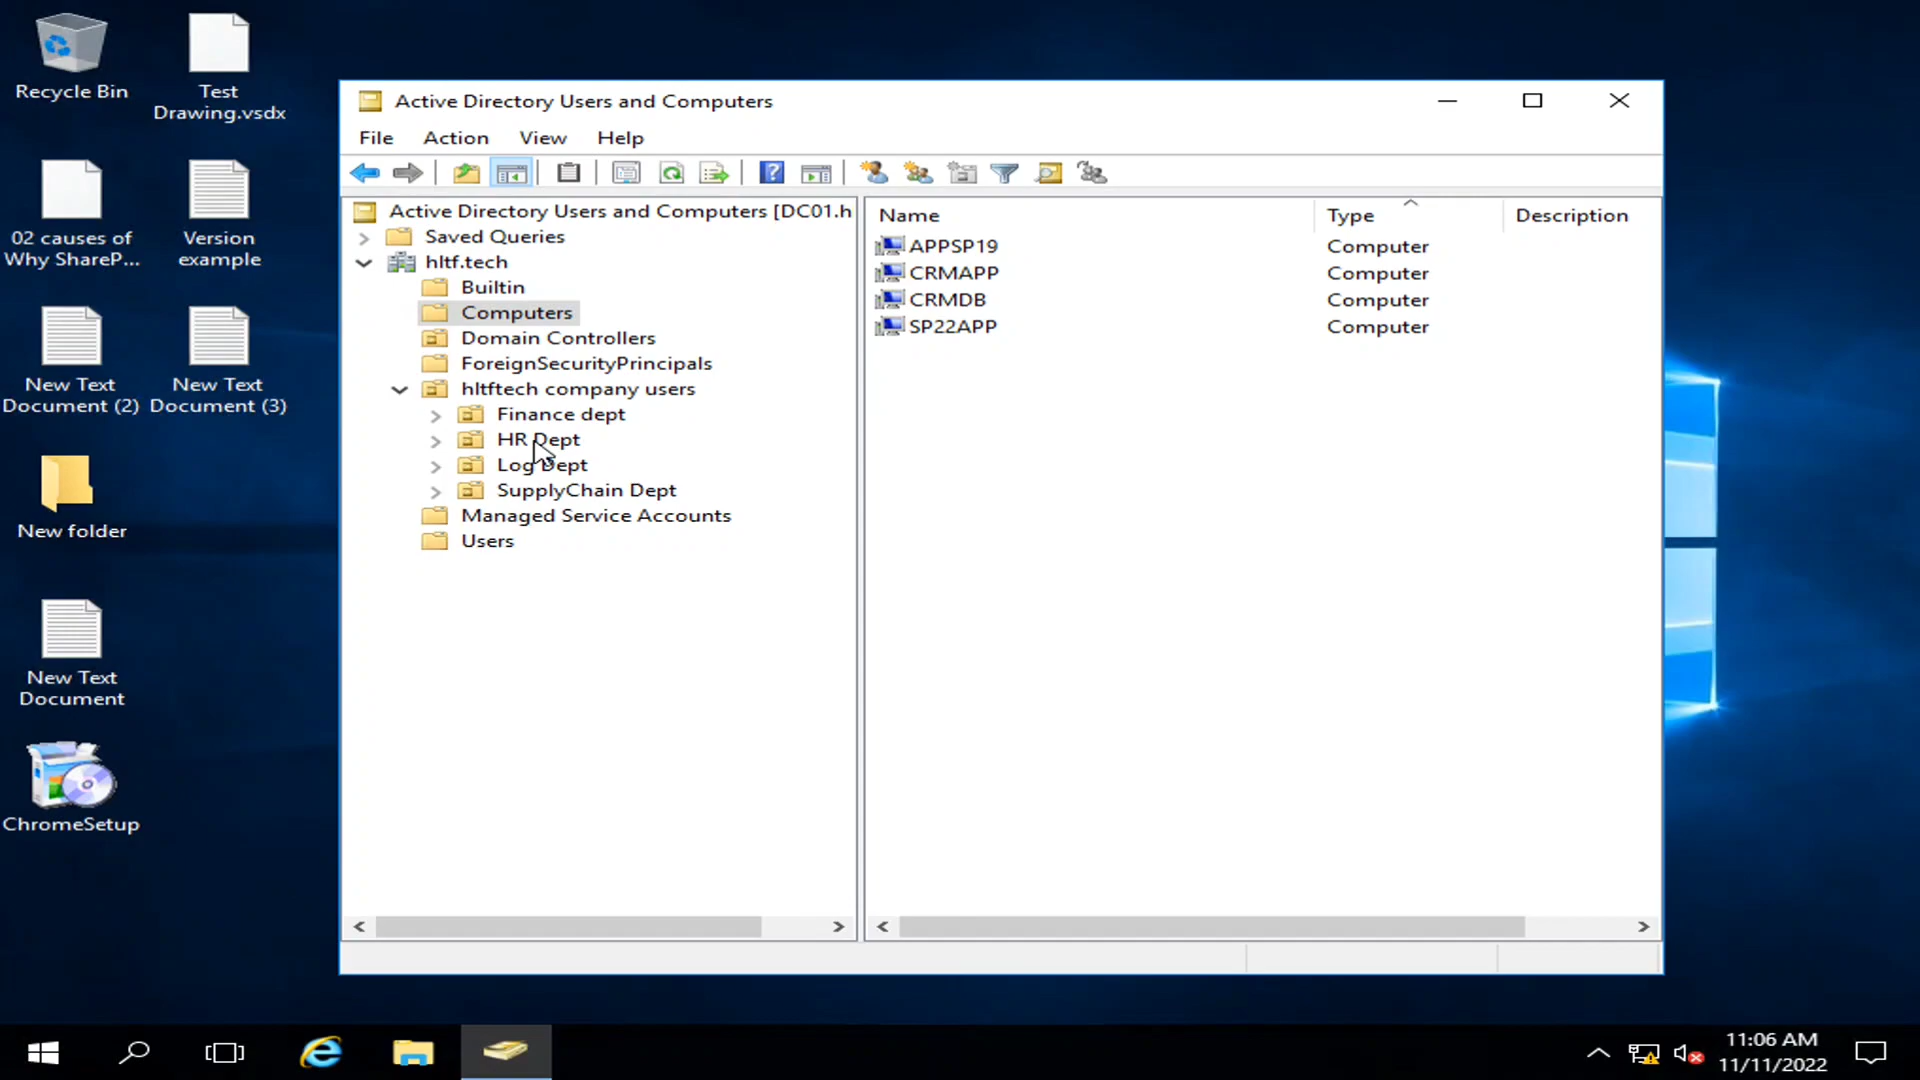 Recycle Bin
Test
Drawing.vsdx
02 causes of
Why ShareP...
Version
example
New Text
Document (2)
New Text
Document (3)
New folder
New Text
Document
ChromeSetup
Active Directory Users and Computers
File Action View Help
Active Directory Users and Computers [DC01.h
Saved Queries
hltf.tech
Builtin
Computers
Domain Controllers
ForeignSecurityPrincipals
hltftech company users
Finance dept
HR Dept
Log Dept
SupplyChain Dept
Managed Service Accounts
Users
Name Type Description
APPSP19 Computer
CRMAPP Computer
CRMDB Computer
SP22APP Computer
11:06 AM
11/11/2022